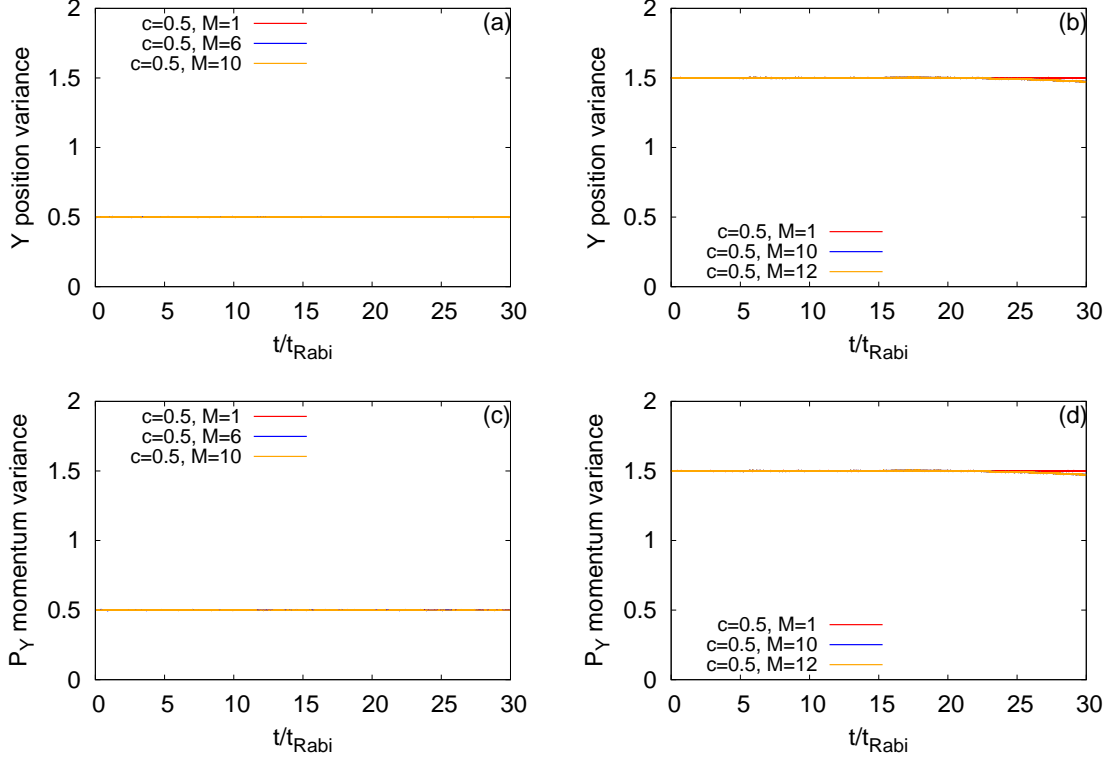 (a)
c=0.5, M=1
c=0.5, M=6
c=0.5, M=10
Y position variance
2
1.5
1
0.5
0
0 5 10 15 20 25 30
t/t_Rabi
(b)
Y position variance
2
1.5
1
0.5
0
c=0.5, M=1
c=0.5, M=10
c=0.5, M=12
0 5 10 15 20 25 30
t/t_Rabi
(c)
c=0.5, M=1
c=0.5, M=6
c=0.5, M=10
P_Y momentum variance
2
1.5
1
0.5
0
0 5 10 15 20 25 30
t/t_Rabi
(d)
P_Y momentum variance
2
1.5
1
0.5
0
c=0.5, M=1
c=0.5, M=10
c=0.5, M=12
0 5 10 15 20 25 30
t/t_Rabi